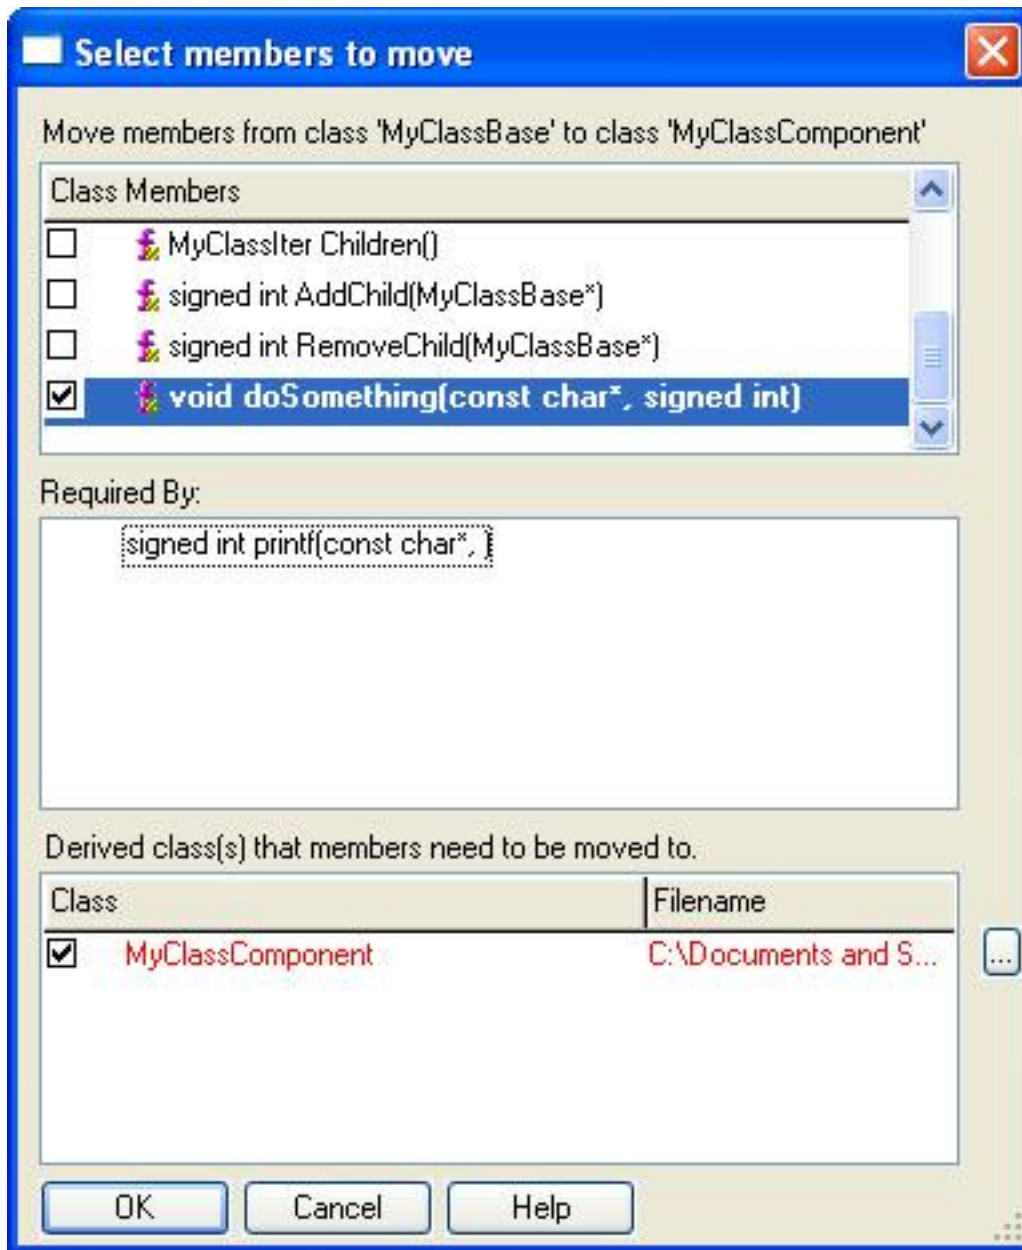 Select members to move
Move members from class 'MyClassBase' to class 'MyClassComponent'
Class Members
MyClassIter Children()
signed int AddChild(MyClassBase*)
signed int RemoveChild(MyClassBase*)
void doSomething(const char*, signed int)
Required By:
signed int printf(const char*, )
Derived class(s) that members need to be moved to.
Class Filename
MyClassComponent C:\Documents and S...
...
OK Cancel Help